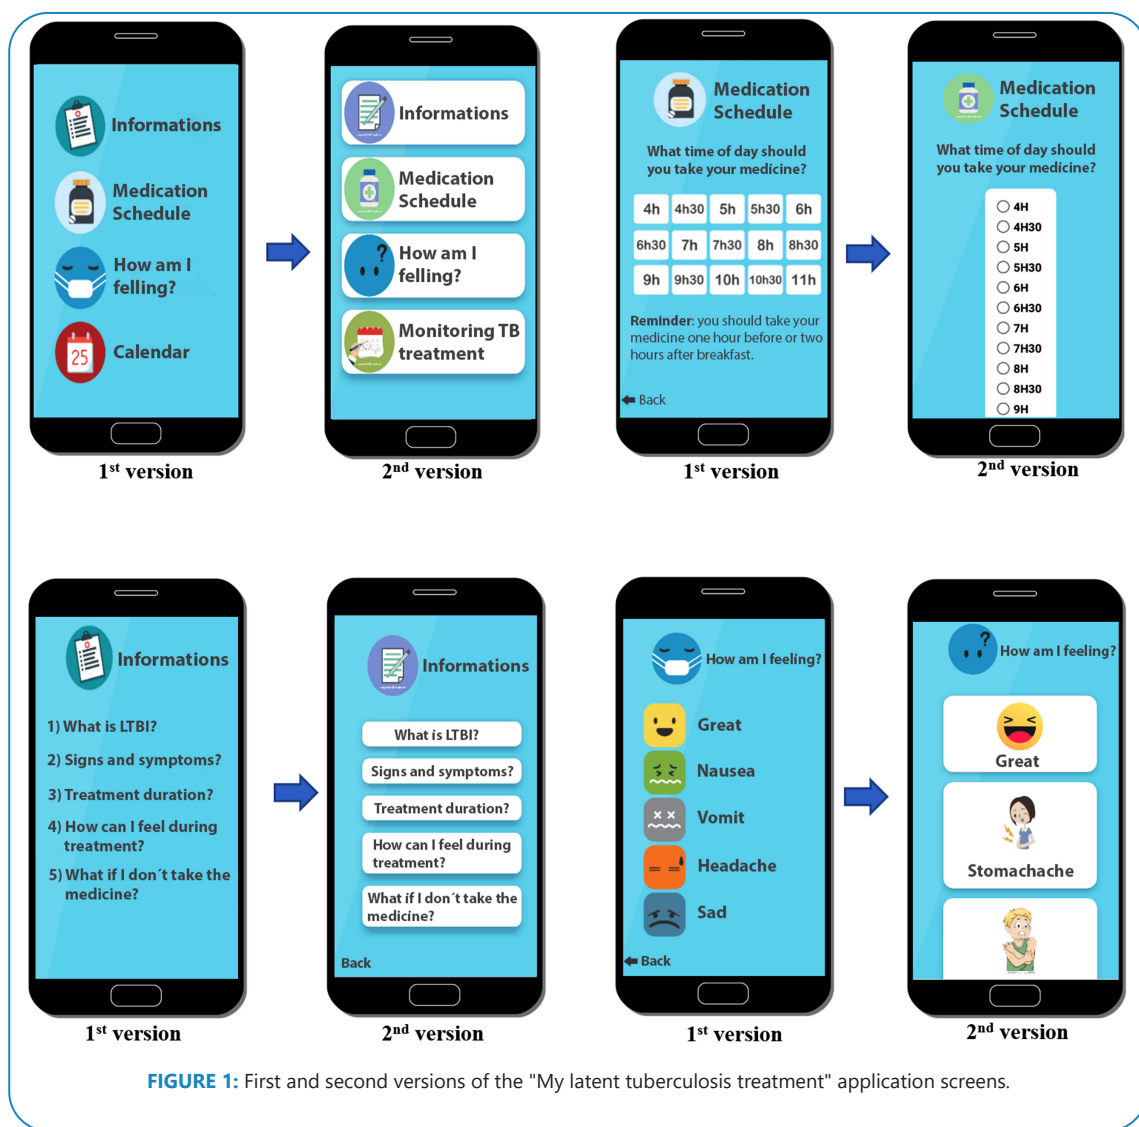 Informations
Medication
Schedule
How am I
felling?
25
Calendar
1st version
Informations
Medication
Schedule
?
How am I
felling?
Monitoring TB
treatment
2nd version
Medication
Schedule
What time of day should
you take your medicine?
4h 4h30 5h 5h30 6h
6h30 7h 7h30 8h 8h30
9h 9h30 10h 10h30 11h
Reminder: you should take your
medicine one hour before or two
hours after breakfast.
Back
1st version
Medication
Schedule
What time of day should
you take your medicine?
4H
4H30
5H
5H30
6H
6H30
7H
7H30
8H
8H30
9H
2nd version
Informations
1) What is LTBI?
2) Signs and symptoms?
3) Treatment duration?
4) How can I feel during
treatment?
5) What if I don´t take the
medicine?
1st version
Informations
What is LTBI?
Signs and symptoms?
Treatment duration?
How can I feel during
treatment?
What if I don´t take the
medicine?
Back
2nd version
How am I feeling?
Great
Nausea
Vomit
Headache
Sad
Back
1st version
?
How am I feeling?
Great
Stomachache
2nd version
FIGURE 1: First and second versions of the "My latent tuberculosis treatment" application screens.